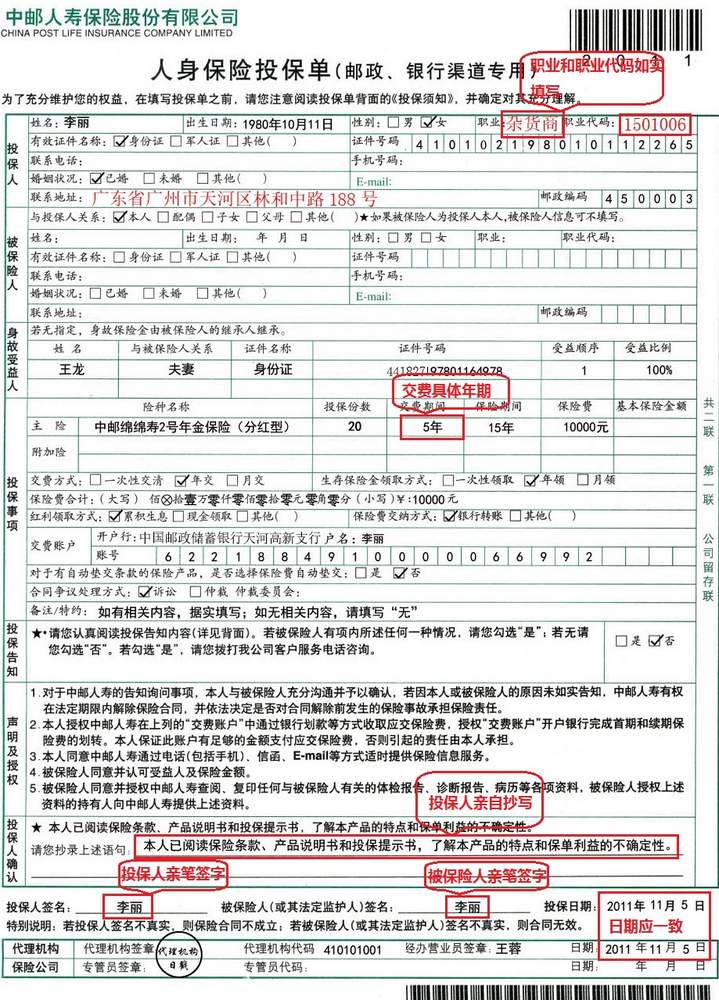 中邮人寿保险股份有限公司
CHINA POST LIFE INSURANCE COMPANY LIMITED
2 0 1 1
人身保险投保单(邮政、银行渠道专用)
职业和职业代码如实填写
为了充分维护您的权益，在填写投保单之前，请您注意阅读投保单背面的《投保须知》，并确定对其充分理解。
投保人
姓名：李丽 出生日期：1980年10月11日 性别：□男 ☑女 职业：杂货商 职业代码：1501006
有效证件名称：☑身份证 □军人证 □其他( ) 证件号码 410102198010112265
联系电话： 手机号码：
婚姻状况：☑已婚 □未婚 □其他( ) E-mail:
联系地址：广东省广州市天河区林和中路188号 邮政编码 450003
被保险人
与投保人关系：☑本人 □配偶 □子女 □父母 □其他( )★如果被保险人为投保人本人,被保险人信息可不填写。
姓名： 出生日期： 年 月 日 性别：□男 □女 职业： 职业代码：
有效证件名称：□身份证 □军人证 □其他( ) 证件号码
联系电话： 手机号码：
婚姻状况：□已婚 □未婚 □其他( ) E-mail:
联系地址： 邮政编码
身故受益人
若无指定，身故保险金由被保险人的继承人继承。
姓名 与被保险人关系 证件名称 证件号码 受益顺序 受益比例
王龙 夫妻 身份证 441827197801164978 1 100%
交费具体年期
投保事项
险种名称 投保份数 交费期间 保险期间 保险费 基本保险金额
主险 中邮绵绵寿2号年金保险（分红型） 20 5年 15年 10000元
附加险
交费方式：□一次性交清 ☑年交 □月交 生存保险金领取方式：□一次性领取 ☑年领 □月领
保险费合计：(大写) 佰⊗拾壹万零仟零佰零拾零元零角零分(小写)¥:10000元
红利领取方式：☑累积生息 □现金领取 □其他( ) 保险费交纳方式：☑银行转账 □其他( )
交费账户 开户行：中国邮政储蓄银行天河高新支行 户名：李丽
账号 6221884910000006992
对于有自动垫交条款的保险产品，是否选择保险费自动垫交：□是 ☑否
合同争议处理方式：☑诉讼 □仲裁 仲裁委员会：
备注/特约： 如有相关内容，据实填写；如无相关内容，请填写“无”
共二联 第一联 公司留存联
投保告知
★·请您认真阅读投保告知内容(详见背面)。若被保险人有项内所述任何一种情况，请您勾选“是”；若无请您勾选“否”。若勾选“是”，请您拨打我公司客户服务电话咨询。 □是 ☑否
声明及授权
1.对于中邮人寿的告知询问事项，本人与被保险人充分沟通并予以确认，若因本人或被保险人的原因未如实告知，中邮人寿有权在法定期限内解除保险合同，并依法决定是否对合同解除前发生的保险事故承担保险责任。
2.本人授权中邮人寿在上列的“交费账户”中通过银行划款等方式收取应交保险费，授权“交费账户”开户银行完成首期和续期保险费的划转。本人保证此账户有足够的金额支付应交保险费，否则引起的责任由本人承担。
3.本人同意中邮人寿通过电话(包括手机)、信函、E-mail等方式适时提供保险信息服务。
4.被保险人同意并认可受益人及保险金额。
5.被保险人同意并授权中邮人寿查阅、复印任何与被保险人有关的体检报告、诊断报告、病历等各项资料，被保险人授权上述资料的持有人向中邮人寿提供上述资料。
投保人亲自抄写
投保人确认
★ 本人已阅读保险条款、产品说明书和投保提示书，了解本产品的特点和保单利益的不确定性。
请您抄录上述语句：本人已阅读保险条款、产品说明书和投保提示书，了解本产品的特点和保单利益的不确定性。
投保人亲笔签字 被保险人亲笔签字
投保人签名：李丽 被保险人(或其法定监护人)签名：李丽 投保日期：2011年11月5日
特别说明：若投保人签名不真实，则保险合同不成立；若被保险人(或其法定监护人)签名不真实，则合同无效。 日期应一致
代理机构 代理机构签章：代理机构日戳 代理机构代码 410101001 经办营业员签章：王蓉 日期：2011年11月5日
保险公司 专管员签章： 专管员代码： 日期： 年 月 日